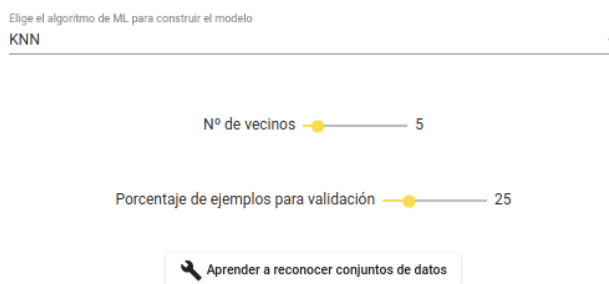 Elige el algoritmo de ML para construir el modelo
KNN
Nº de vecinos 5
Porcentaje de ejemplos para validación 25
Aprender a reconocer conjuntos de datos